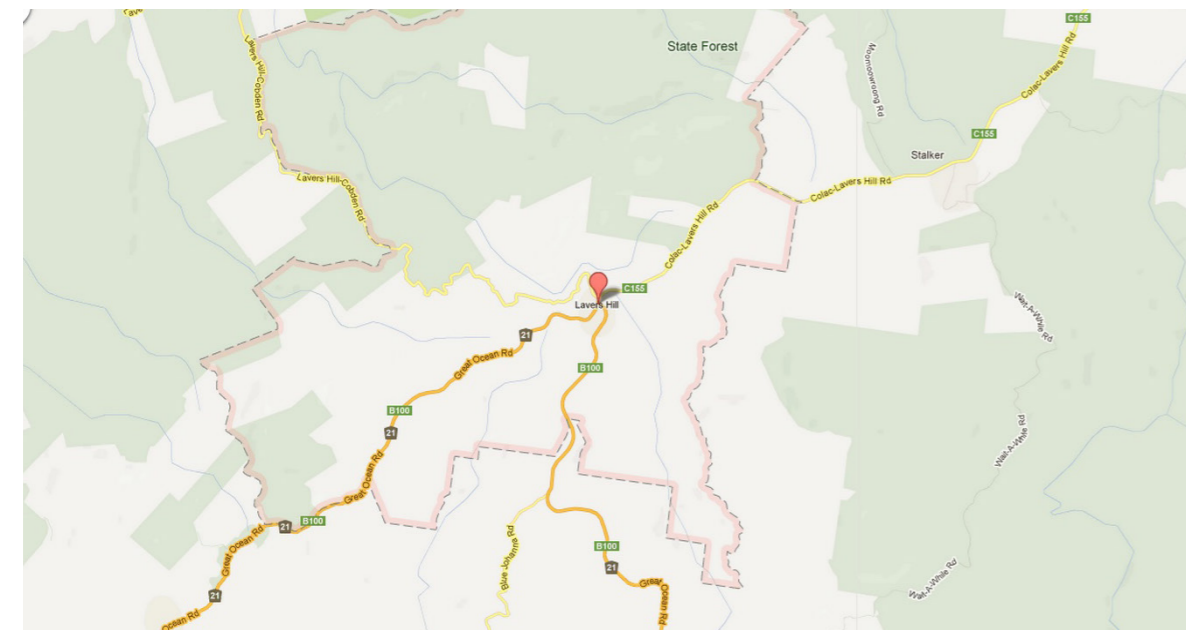 C155
State Forest
Colac-Lavers Hill Rd
Moomoowroung Rd
Lavers Hill-Cobden Rd
C155
Stalker
Lavers Hill-Cobden Rd
Colac-Lavers Hill Rd
Colac-Lavers Hill Rd
C155
Lavers Hill
Wait-A-While Rd
21
Great Ocean Rd
B100
B100
21
Wait-A-While Rd
Great Ocean Rd
B100
21
Great Ocean Rd
Blue Johanna Rd
B100
21
Wait-A-While Rd
Great
Ocean Rd
21
Ocean Rd